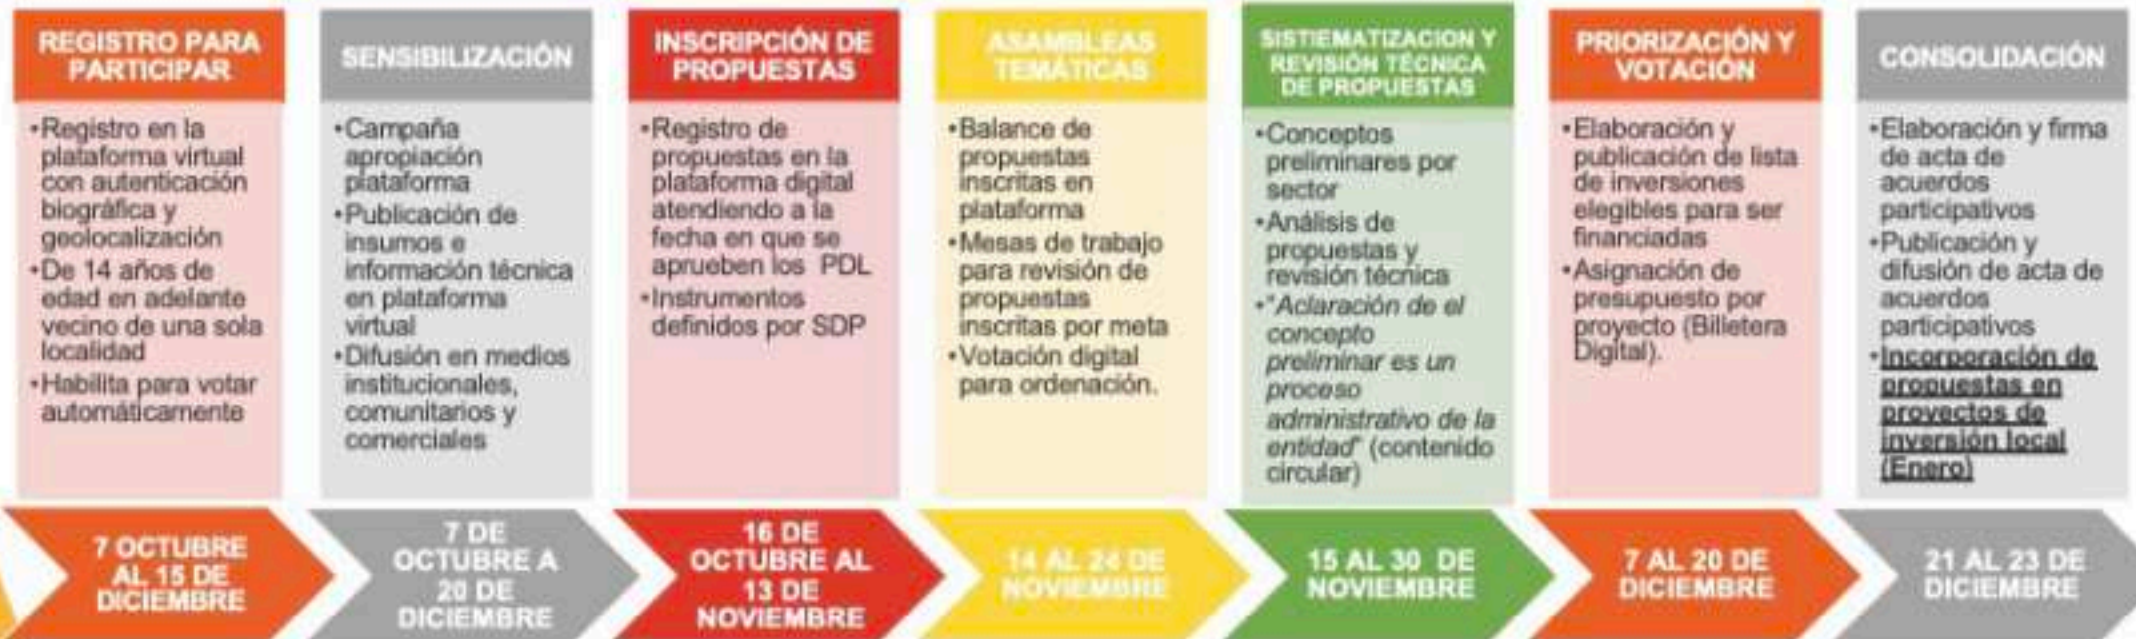 REGISTRO PARA
PARTICIPAR
•Registro en la
plataforma virtual
con autenticación
biográfica y
geolocalización
•De 14 años de
edad en adelante
vecino de una sola
localidad
•Habilita para votar
automáticamente
7 OCTUBRE
AL 15 DE
DICIEMBRE
SENSIBILIZACIÓN
•Campaña
apropiación
plataforma
•Publicación de
insumos e
información técnica
en plataforma
virtual
•Difusión en medios
institucionales,
comunitarios y
comerciales
7 DE
OCTUBRE A
20 DE
DICIEMBRE
INSCRIPCIÓN DE
PROPUESTAS
•Registro de
propuestas en la
plataforma digital
atendiendo a la
fecha en que se
aprueben los PDL
•Instrumentos
definidos por SDP
16 DE
OCTUBRE AL
13 DE
NOVIEMBRE
ASAMBLEAS
TEMÁTICAS
•Balance de
propuestas
inscritas en
plataforma
•Mesas de trabajo
para revisión de
propuestas
inscritas por meta
•Votación digital
para ordenación.
14 AL 24 DE
NOVIEMBRE
SISTIEMATIZACION Y
REVISIÓN TÉCNICA
DE PROPUESTAS
•Conceptos
preliminares por
sector
•Análisis de
propuestas y
revisión técnica
•"Aclaración de el
concepto
preliminar es un
proceso
administrativo de la
entidad" (contenido
circular)
15 AL 30 DE
NOVIEMBRE
PRIORIZACIÓN Y
VOTACIÓN
•Elaboración y
publicación de lista
de inversiones
elegibles para ser
financiadas
•Asignación de
presupuesto por
proyecto (Billetera
Digital).
7 AL 20 DE
DICIEMBRE
CONSOLIDACIÓN
•Elaboración y firma
de acta de
acuerdos
participativos
•Publicación y
difusión de acta de
acuerdos
participativos
•Incorporación de
propuestas en
proyectos de
inversión local
(Enero)
21 AL 23 DE
DICIEMBRE